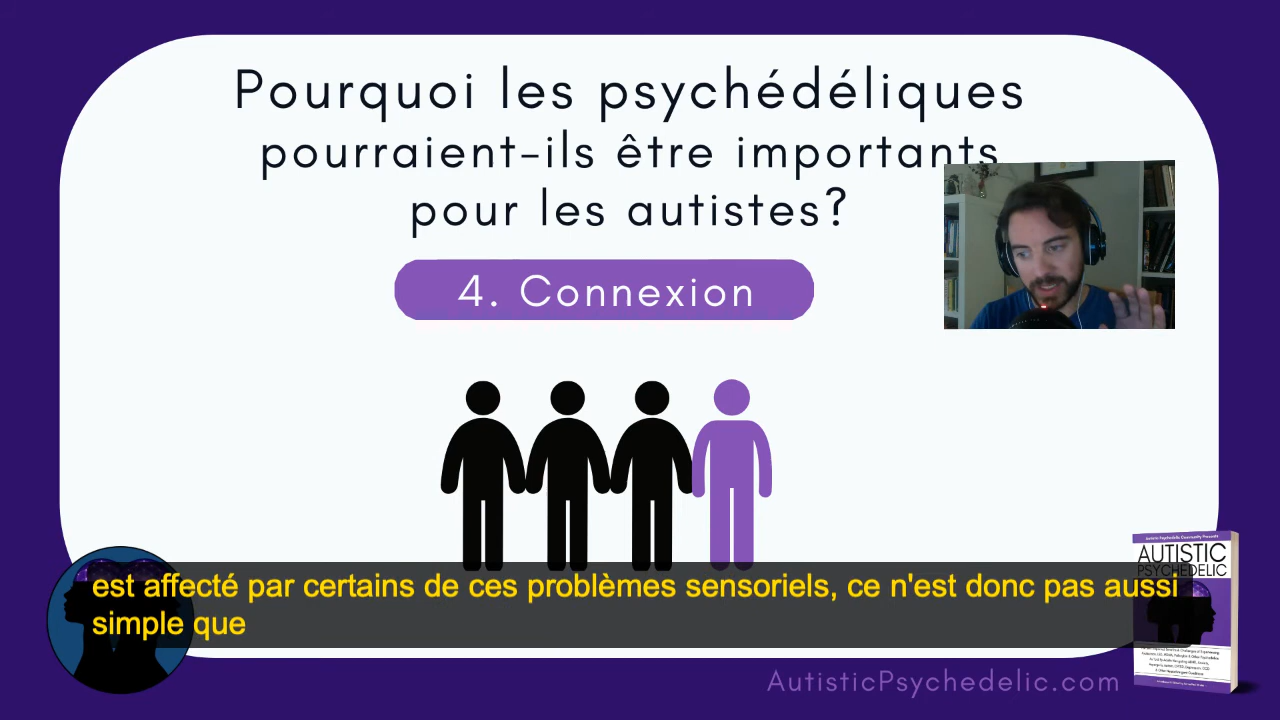 Pourquoi les psychédéliques
pourraient-ils être importants
pour les autistes?
4. Connexion
est affecté par certains de ces problèmes sensoriels, ce n'est donc pas aussi
simple que
AUTISTIC
PSYCHEDELIC
AutisticPsychedelic.com